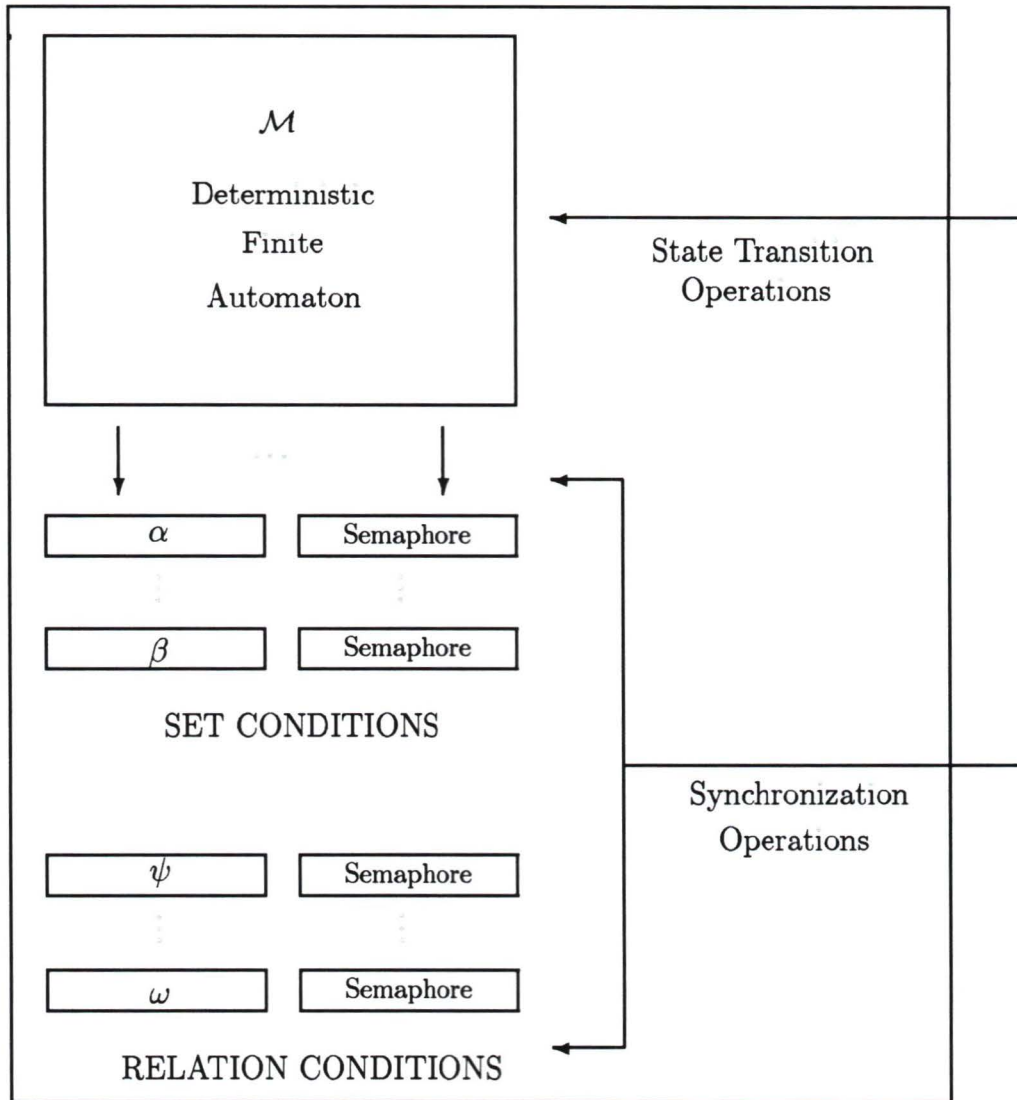 ℳ
Deterministic
Finite
Automaton
State Transition
Operations
...
α Semaphore
⋮ ⋮
β Semaphore
SET CONDITIONS
Synchronization
Operations
ψ Semaphore
⋮ ⋮
ω Semaphore
RELATION CONDITIONS